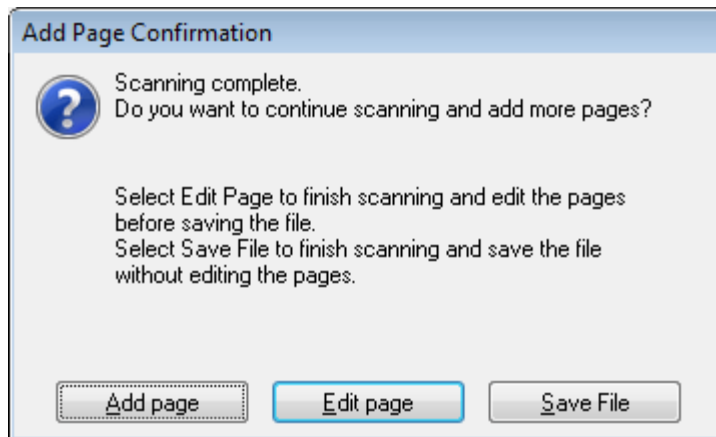 Add Page Confirmation
Scanning complete.
Do you want to continue scanning and add more pages?
Select Edit Page to finish scanning and edit the pages
before saving the file.
Select Save File to finish scanning and save the file
without editing the pages.
Add page Edit page Save File